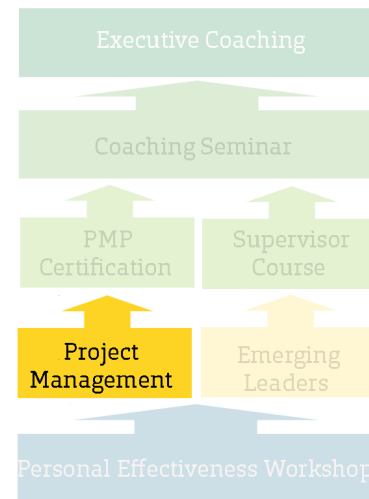 Executive Coaching
Coaching Seminar
PMP
Certification
Supervisor
Course
Project
Management
Emerging
Leaders
Personal Effectiveness Workshop